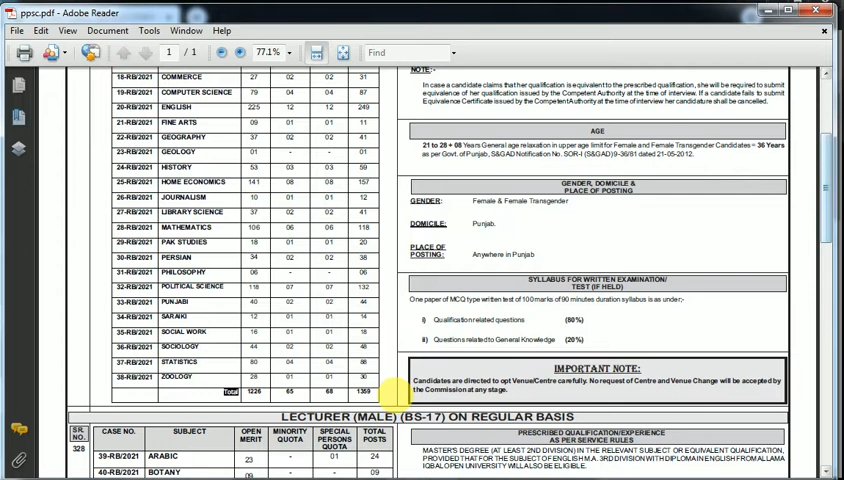 ppsc.pdf - Adobe Reader
File Edit View Document Tools Window Help
1 / 1 77.1% Find
18-RB/2021 COMMERCE 27 02 02 31
19-RB/2021 COMPUTER SCIENCE 79 04 04 87
20-RB/2021 ENGLISH 225 12 12 249
21-RB/2021 FINE ARTS 09 01 01 11
22-RB/2021 GEOGRAPHY 37 02 02 41
23-RB/2021 GEOLOGY 01 - - 01
24-RB/2021 HISTORY 53 03 03 59
25-RB/2021 HOME ECONOMICS 141 08 08 157
26-RB/2021 JOURNALISM 10 01 01 12
27-RB/2021 LIBRARY SCIENCE 37 02 02 41
28-RB/2021 MATHEMATICS 106 06 06 118
29-RB/2021 PAK STUDIES 18 01 01 20
30-RB/2021 PERSIAN 34 02 02 38
31-RB/2021 PHILOSOPHY 06 - - 06
32-RB/2021 POLITICAL SCIENCE 118 07 07 132
33-RB/2021 PUNJABI 40 02 02 44
34-RB/2021 SARAIKI 12 01 01 14
35-RB/2021 SOCIAL WORK 16 01 01 18
36-RB/2021 SOCIOLOGY 44 02 02 48
37-RB/2021 STATISTICS 80 04 04 88
38-RB/2021 ZOOLOGY 28 01 01 30
Total 1226 65 68 1359
NOTE:-
In case a candidate claims that her qualification is equivalent to the prescribed qualification, she will be required to submit
equivalence of her qualification issued by the Competent Authority at the time of interview. If a candidate fails to submit
Equivalence Certificate issued by the Competent Authority at the time of interview her candidature shall be cancelled.
AGE
21 to 28 + 08 Years General age relaxation in upper age limit for Female and Female Transgender Candidates = 36 Years
as per Govt. of Punjab, S&GAD Notification No. SOR-I (S&GAD) 9-36/81 dated 21-05-2012.
GENDER, DOMICILE &
PLACE OF POSTING
GENDER: Female & Female Transgender
DOMICILE: Punjab.
PLACE OF
POSTING: Anywhere in Punjab
SYLLABUS FOR WRITTEN EXAMINATION/
TEST (IF HELD)
One paper of MCQ type written test of 100 marks of 90 minutes duration syllabus is as under;-
i) Qualification related questions (80%)
ii) Questions related to General Knowledge (20%)
IMPORTANT NOTE:
Candidates are directed to opt Venue/Centre carefully. No request of Centre and Venue Change will be accepted by
the Commission at any stage.
LECTURER (MALE) (BS-17) ON REGULAR BASIS
SR.
NO.
328
CASE NO. SUBJECT OPEN
MERIT MINORITY
QUOTA SPECIAL
PERSONS
QUOTA TOTAL
POSTS
39-RB/2021 ARABIC 23 - 01 24
40-RB/2021 BOTANY 09 - - 09
PRESCRIBED QUALIFICATION/EXPERIENCE
AS PER SERVICE RULES
MASTER'S DEGREE (AT LEAST 2ND DIVISION) IN THE RELEVANT SUBJECT OR EQUIVALENT QUALIFICATION,
PROVIDED THAT FOR THE SUBJECT OF ENGLISH M.A. 3RD DIVISION WITH DIPLOMA IN ENGLISH FROM ALLAMA
IQBAL OPEN UNIVERSITY WILL ALSO BE ELIGIBLE.